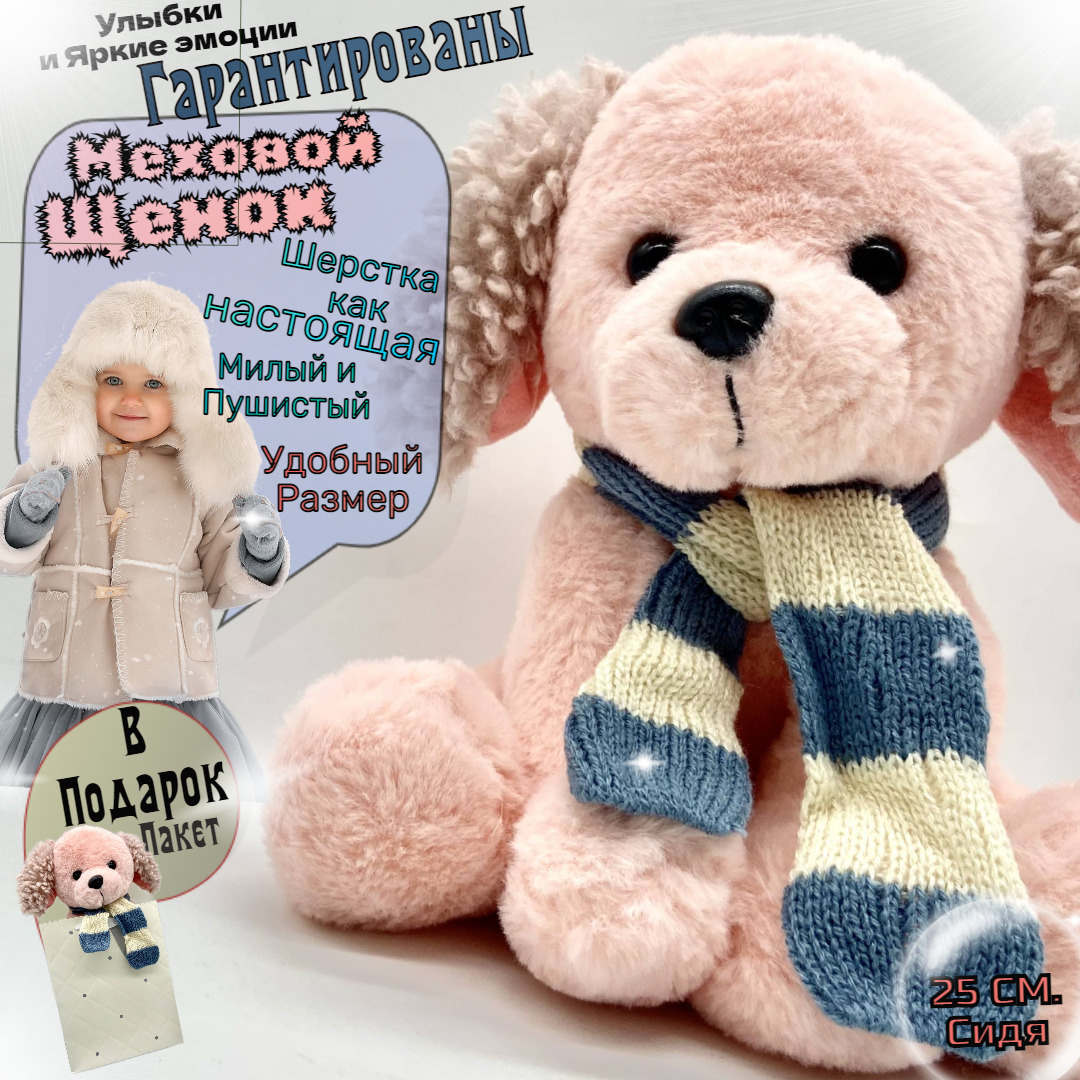 Улыбки
и Яркие эмоции
Гарантированы
Меховой
Щенок
Шерстка
как
настоящая
Милый и
Пушистый
Удобный
Размер
В
Подарок
Пакет
25 СМ.
Сидя